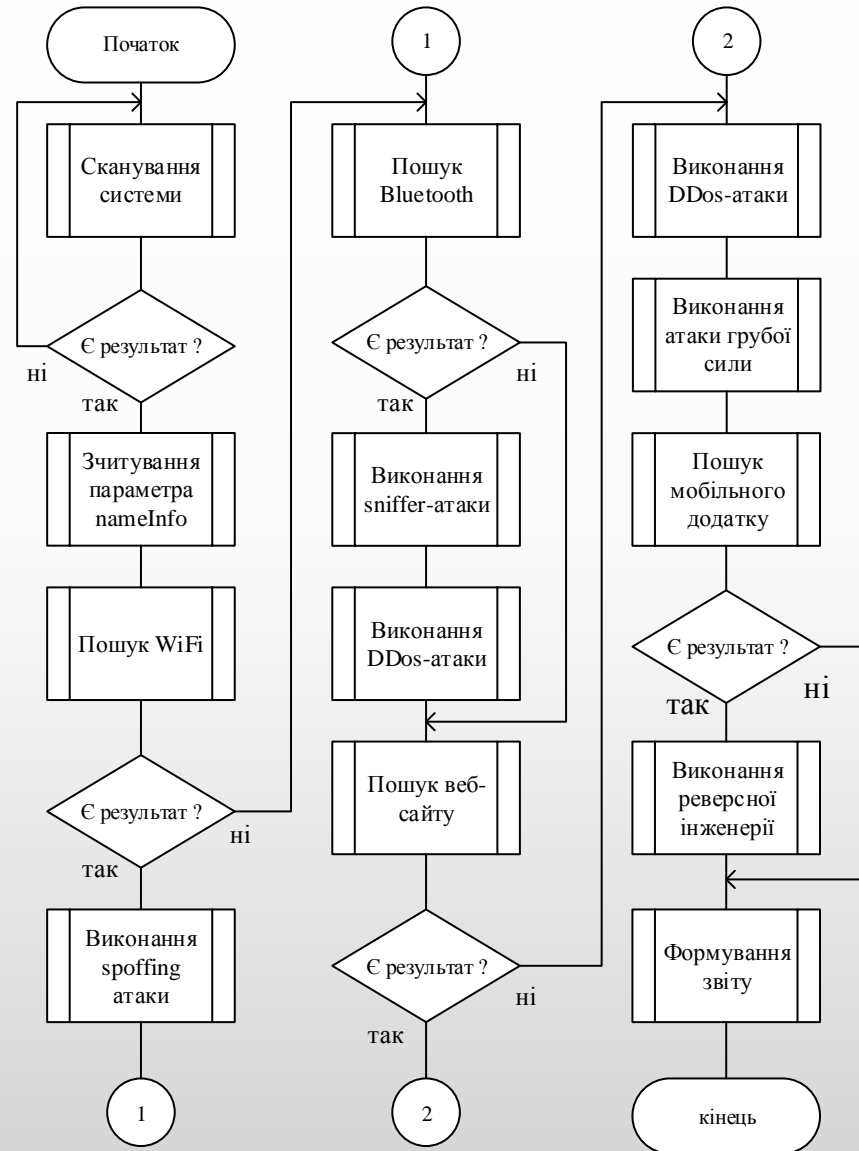 Початок
Сканування
системи
Є результат ?
ні
так
Зчитування
параметра
nameInfo
Пошук WiFi
Є результат ?
ні
так
Виконання
spoffing
атаки
1
1
Пошук
Bluetooth
Є результат ?
ні
так
Виконання
sniffer-атаки
Виконання
DDos-атаки
Пошук веб-
сайту
Є результат ?
ні
так
2
2
Виконання
DDos-атаки
Виконання
атаки грубої
сили
Пошук
мобільного
додатку
Є результат ?
ні
так
Виконання
реверсної
інженерії
Формування
звіту
кінець